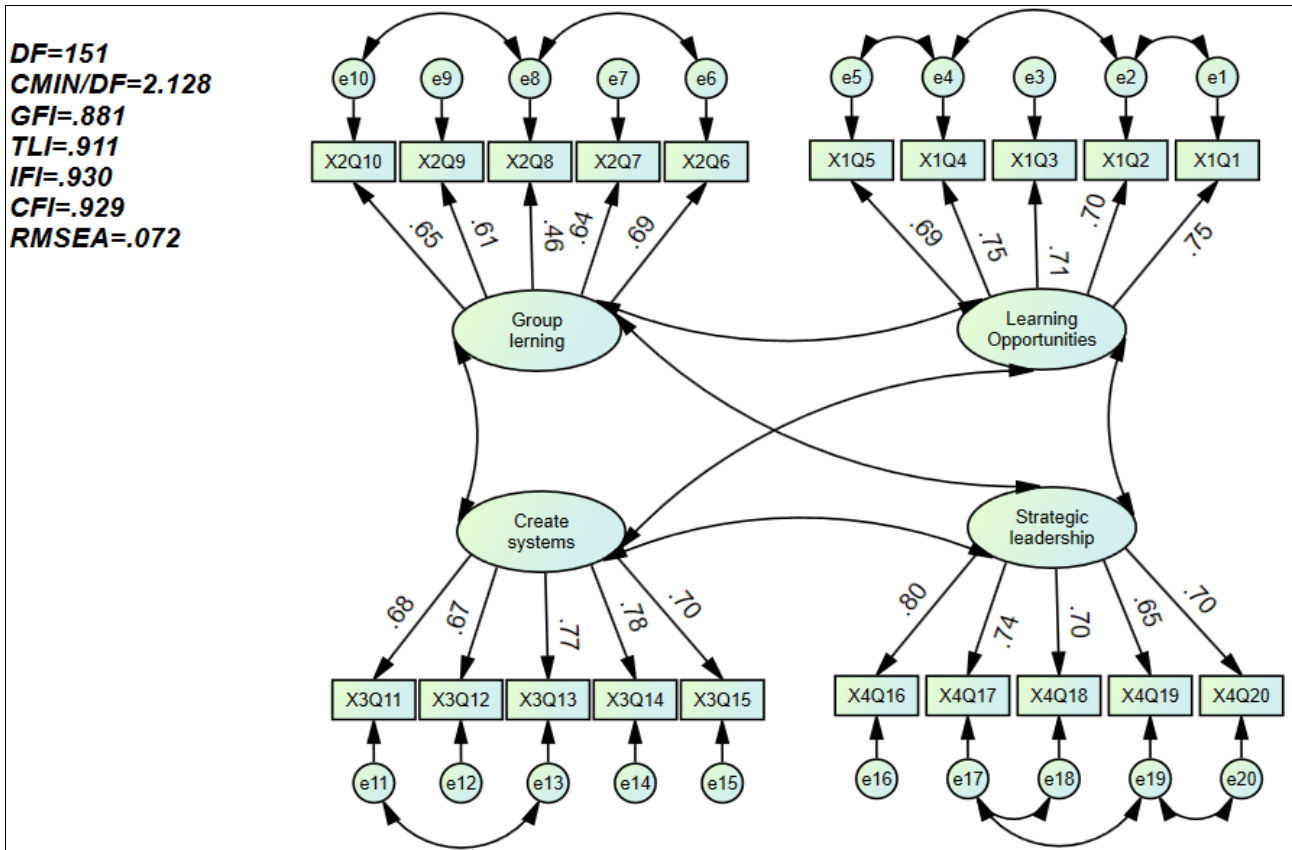 DF=151
CMIN/DF=2.128
GFI=.881
TLI=.911
IFI=.930
CFI=.929
RMSEA=.072
e10 e9 e8 e7 e6
X2Q10 X2Q9 X2Q8 X2Q7 X2Q6
.65 .61 .46 .64 .69
Group
lerning
e5 e4 e3 e2 e1
X1Q5 X1Q4 X1Q3 X1Q2 X1Q1
.69 .75 .71 .70 .75
Learning
Opportunities
Create
systems
.68 .67 .77 .78 .70
X3Q11 X3Q12 X3Q13 X3Q14 X3Q15
e11 e12 e13 e14 e15
Strategic
leadership
.80 .74 .70 .65 .70
X4Q16 X4Q17 X4Q18 X4Q19 X4Q20
e16 e17 e18 e19 e20